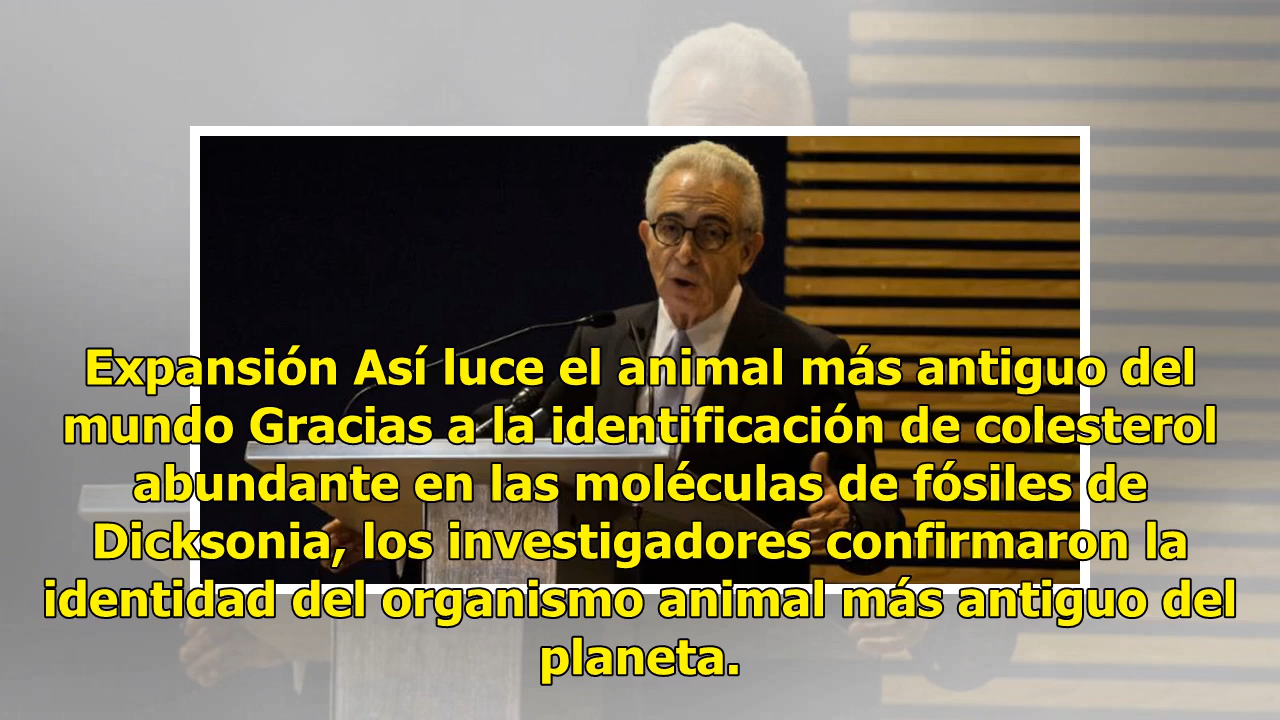 Expansión Así luce el animal más antiguo del
mundo Gracias a la identificación de colesterol
abundante en las moléculas de fósiles de
Dicksonia, los investigadores confirmaron la
identidad del organismo animal más antiguo del
planeta.